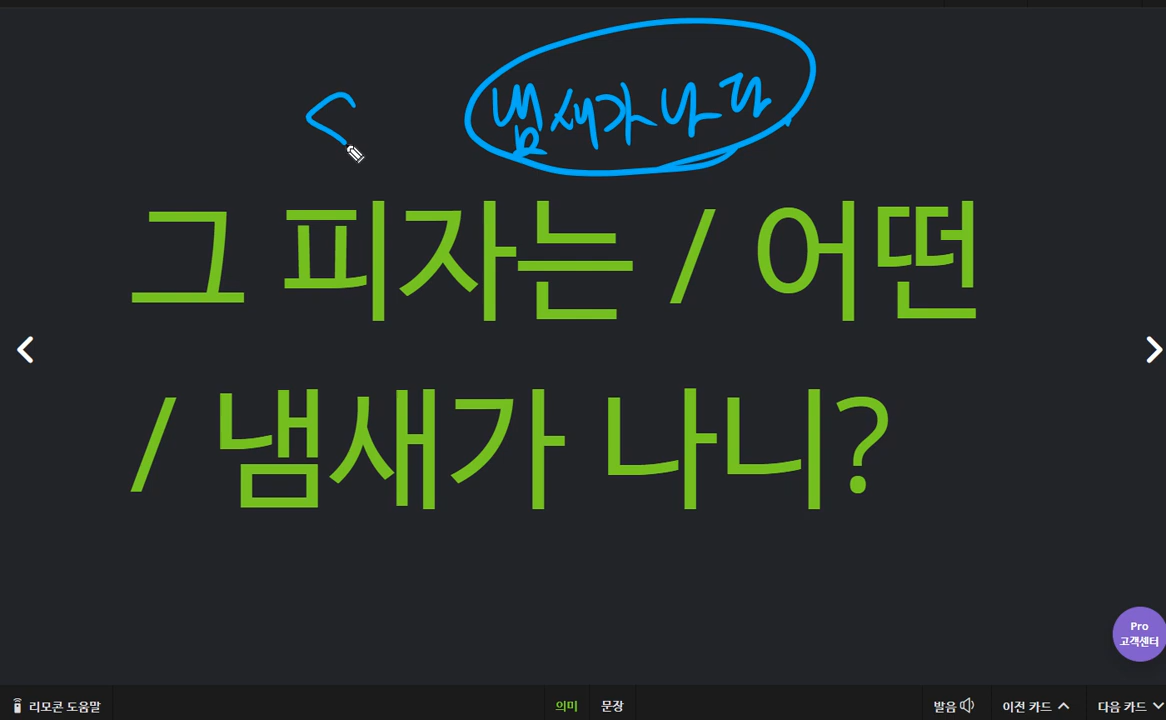 냄새가 나다
그 피자는 / 어떤
/ 냄새가 나니?
Pro
고객센터
리모콘 도움말 의미 문장 발음 이전 카드 다음 카드